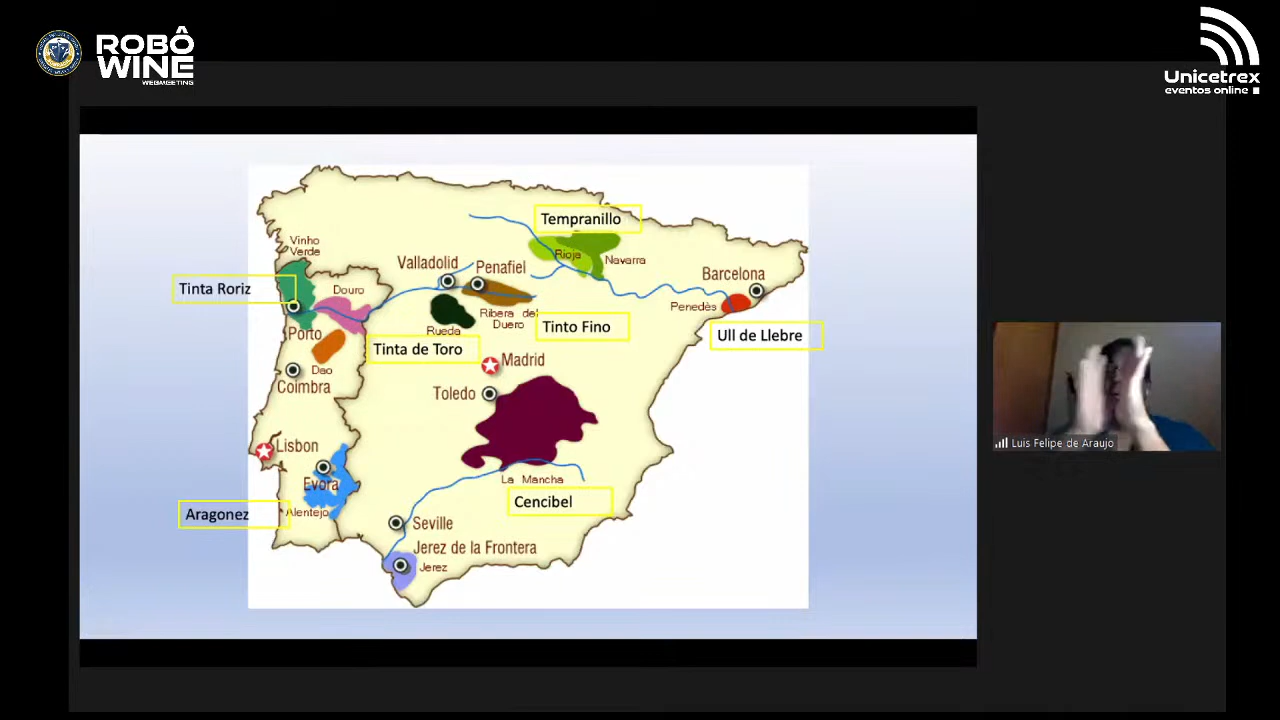 ROBÔ
WINE
WEBMEETING
Unicetrex
eventos online
Tempranillo
Vinho
Verde
Rioja
Navarra
Valladolid
Penafiel
Barcelona
Tinta Roriz
Douro
Penedès
Ribera del
Duero
Rueda
Tinto Fino
Ull de Llebre
Porto
Tinta de Toro
Madrid
Dao
Coimbra
Toledo
Lisbon
La Mancha
Evora
Cencibel
Aragonez
Alentejo
Seville
Jerez de la Frontera
Jerez
Luis Felipe de Araujo